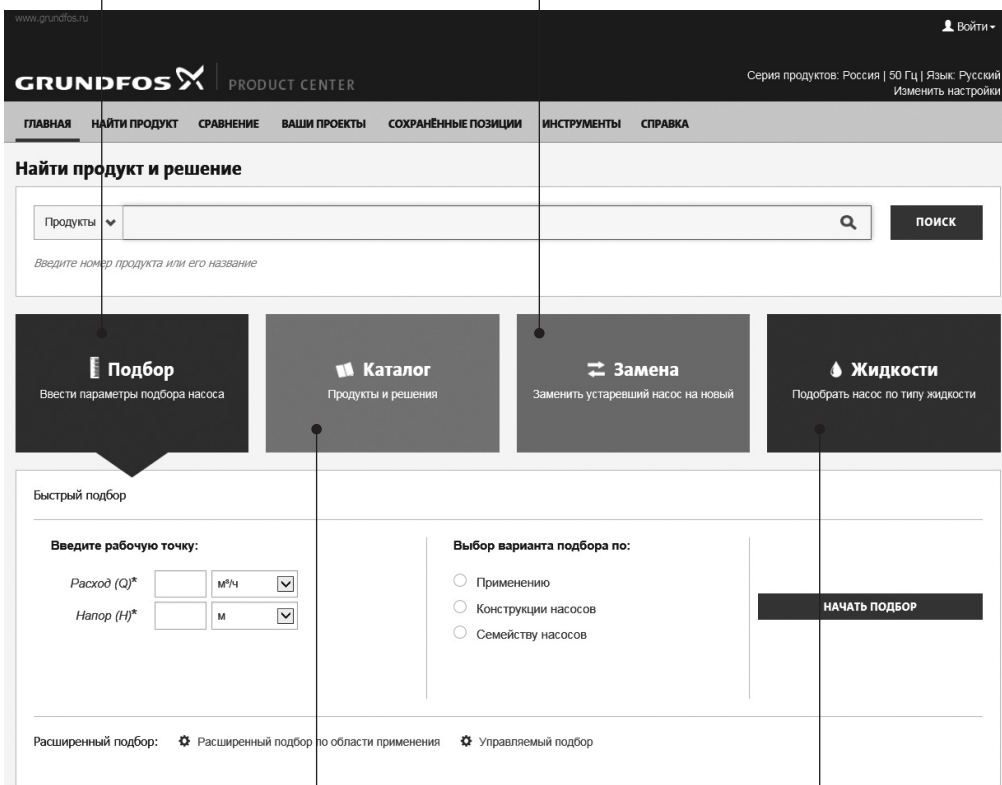 www.grundfos.ru
Войти
GRUNDFOS PRODUCT CENTER
Серия продуктов: Россия | 50 Гц | Язык: Русский
Изменить настройки
ГЛАВНАЯ НАЙТИ ПРОДУКТ СРАВНЕНИЕ ВАШИ ПРОЕКТЫ СОХРАНЁННЫЕ ПОЗИЦИИ ИНСТРУМЕНТЫ СПРАВКА
Найти продукт и решение
Продукты ПОИСК
Введите номер продукта или его название
Подбор
Ввести параметры подбора насоса
Каталог
Продукты и решения
Замена
Заменить устаревший насос на новый
Жидкости
Подобрать насос по типу жидкости
Быстрый подбор
Введите рабочую точку:
Расход (Q)* м³/ч
Напор (H)* м
Выбор варианта подбора по:
Применению
Конструкции насосов
Семейству насосов
НАЧАТЬ ПОДБОР
Расширенный подбор: Расширенный подбор по области применения Управляемый подбор